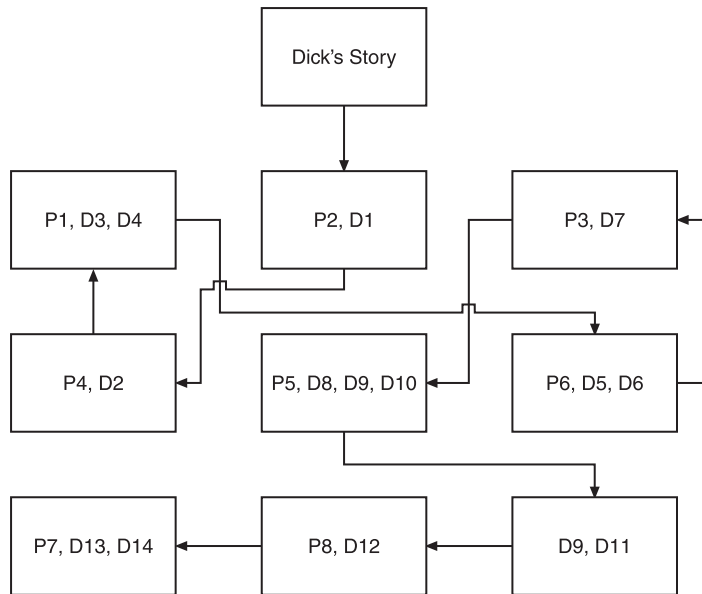 Dick’s Story
P1, D3, D4
P2, D1
P3, D7
P4, D2
P5, D8, D9, D10
P6, D5, D6
P7, D13, D14
P8, D12
D9, D11